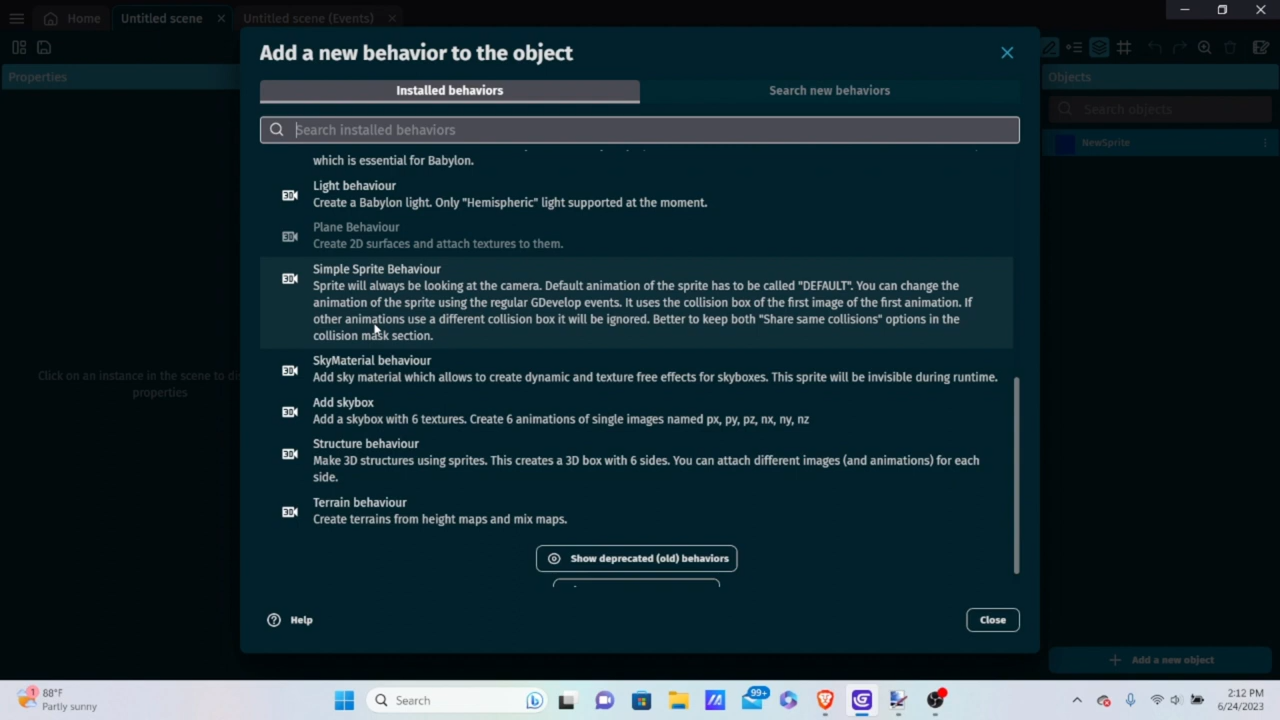 Home
Untitled scene
Untitled scene (Events)
Properties
Add a new behavior to the object
Objects
Installed behaviors
Search new behaviors
Search objects
Search installed behaviors
NewSprite
which is essential for Babylon.
Light behaviour
Create a Babylon light. Only "Hemispheric" light supported at the moment.
Plane Behaviour
Create 2D surfaces and attach textures to them.
Simple Sprite Behaviour
Sprite will always be looking at the camera. Default animation of the sprite has to be called "DEFAULT". You can change the
animation of the sprite using the regular GDevelop events. It uses the collision box of the first image of the first animation. If
other animations use a different collision box it will be ignored. Better to keep both "Share same collisions" options in the
collision mask section.
Click on an instance in the scene to di
properties
SkyMaterial behaviour
Add sky material which allows to create dynamic and texture free effects for skyboxes. This sprite will be invisible during runtime.
Add skybox
Add a skybox with 6 textures. Create 6 animations of single images named px, py, pz, nx, ny, nz
Structure behaviour
Make 3D structures using sprites. This creates a 3D box with 6 sides. You can attach different images (and animations) for each
side.
Terrain behaviour
Create terrains from height maps and mix maps.
Show deprecated (old) behaviors
Help
Close
Add a new object
1
88°F
Partly sunny
Search
99+
2:12 PM
6/24/2023